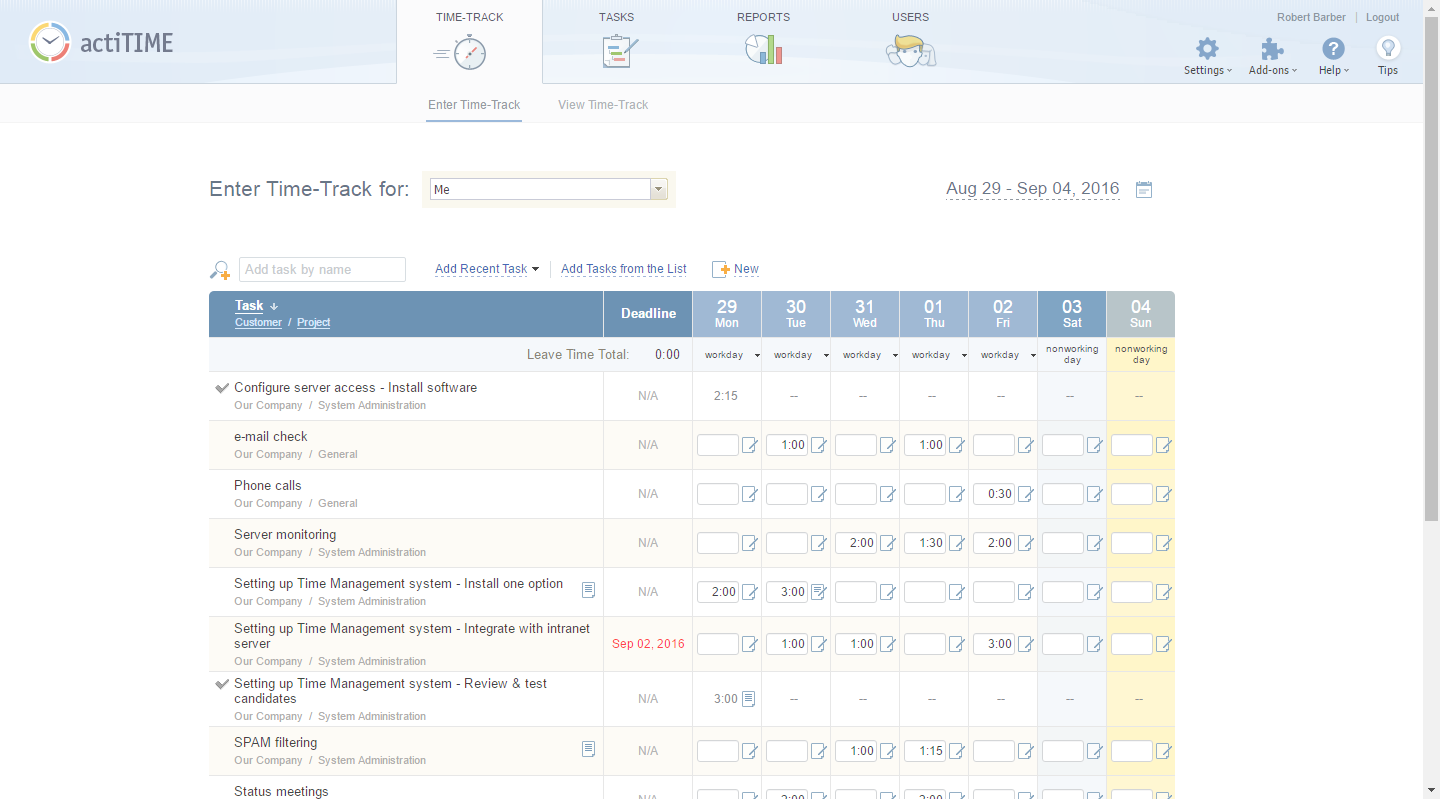 actiTIME
TIME-TRACK TASKS REPORTS USERS
Robert Barber | Logout
Settings Add-ons Help Tips
Enter Time-Track View Time-Track
Enter Time-Track for: Me Aug 29 - Sep 04, 2016
Add task by name Add Recent Task Add Tasks from the List New
Task Deadline 29 30 31 01 02 03 04
Customer / Project Mon Tue Wed Thu Fri Sat Sun
Leave Time Total: 0:00 workday workday workday workday workday nonworking day nonworking day
Configure server access - Install software N/A 2:15 -- -- -- -- -- --
Our Company / System Administration
e-mail check N/A 1:00 1:00
Our Company / General
Phone calls N/A 0:30
Our Company / General
Server monitoring N/A 2:00 1:30 2:00
Our Company / System Administration
Setting up Time Management system - Install one option N/A 2:00 3:00
Our Company / System Administration
Setting up Time Management system - Integrate with intranet
server Sep 02, 2016 1:00 1:00 3:00
Our Company / System Administration
Setting up Time Management system - Review & test
candidates N/A 3:00 -- -- -- -- -- --
Our Company / System Administration
SPAM filtering N/A 1:00 1:15
Our Company / System Administration
Status meetings N/A 2:00 2:00